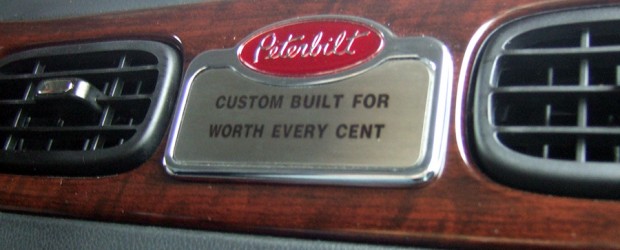 Peterbilt
CUSTOM BUILT FOR
WORTH EVERY CENT